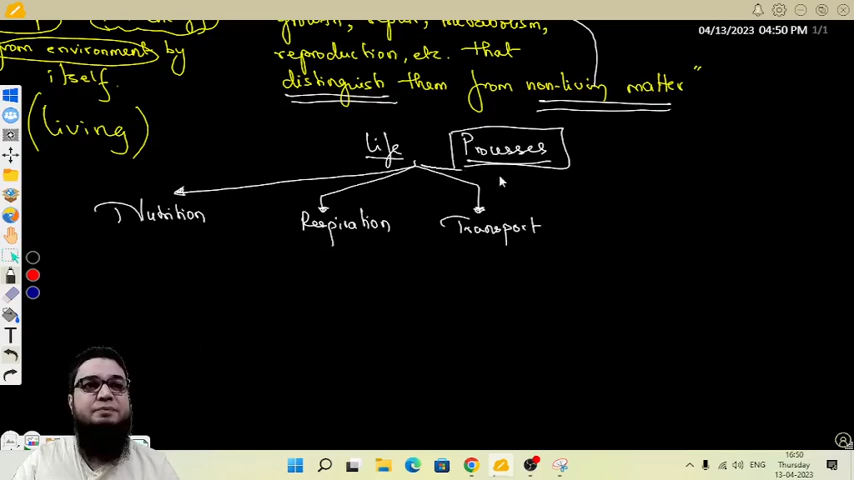 growth, repair, metabolism,
from environment by
reproduction, etc. that
itself.
distinguish them from non-living matter"
(living)
Life Processes
Nutrition
Respiration
Transport
04/13/2023 04:50 PM 1/1
T
ENG
16:50
Thursday
13-04-2023